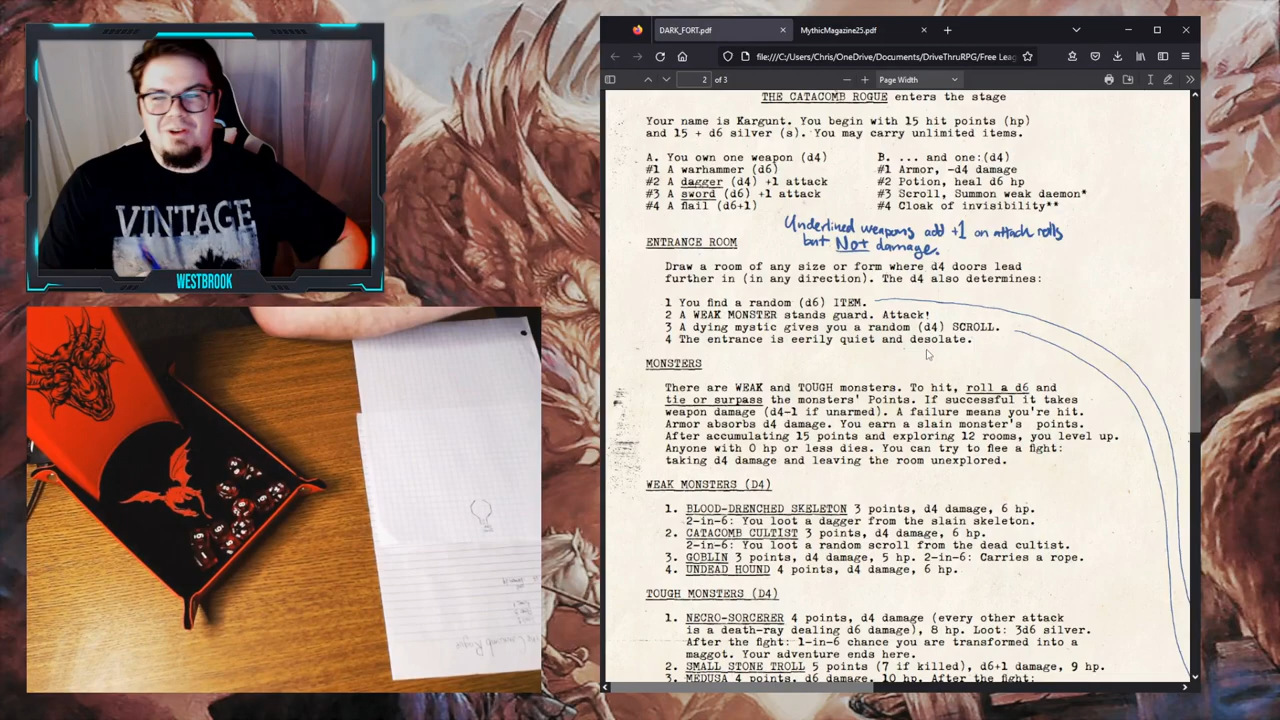 VINTAGE
WESTBROOK
DARK_FORT.pdf
MythicMagazine25.pdf
file:///C:/Users/Chris/OneDrive/Documents/DriveThruRPG/Free Leag
2
of 3
Page Width
THE CATACOMB ROGUE enters the stage
Your name is Kargunt. You begin with 15 hit points (hp)
and 15 + d6 silver (s). You may carry unlimited items.
A. You own one weapon (d4)
#1 A warhammer (d6)
#2 A dagger (d4) +1 attack
#3 A sword (d6) +1 attack
#4 A flail (d6+1)
B. ... and one:(d4)
#1 Armor, -d4 damage
#2 Potion, heal d6 hp
#3 Scroll, Summon weak daemon*
#4 Cloak of invisibility**
Underlined weapons add +1 on attack rolls
but Not damage.
ENTRANCE ROOM
Draw a room of any size or form where d4 doors lead
further in (in any direction). The d4 also determines:
1 You find a random (d6) ITEM.
2 A WEAK MONSTER stands guard. Attack!
3 A dying mystic gives you a random (d4) SCROLL.
4 The entrance is eerily quiet and desolate.
MONSTERS
There are WEAK and TOUGH monsters. To hit, roll a d6 and
tie or surpass the monsters' Points. If successful it takes
weapon damage (d4-1 if unarmed). A failure means you're hit.
Armor absorbs d4 damage. You earn a slain monster's points.
After accumulating 15 points and exploring 12 rooms, you level up.
Anyone with 0 hp or less dies. You can try to flee a fight:
taking d4 damage and leaving the room unexplored.
WEAK MONSTERS (D4)
1. BLOOD-DRENCHED SKELETON 3 points, d4 damage, 6 hp.
2-in-6: You loot a dagger from the slain skeleton.
2. CATACOMB CULTIST 3 points, d4 damage, 6 hp.
2-in-6: You loot a random scroll from the dead cultist.
3. GOBLIN 3 points, d4 damage, 5 hp. 2-in-6: Carries a rope.
4. UNDEAD HOUND 4 points, d4 damage, 6 hp.
TOUGH MONSTERS (D4)
1. NECRO-SORCERER 4 points, d4 damage (every other attack
is a death-ray dealing d6 damage), 8 hp. Loot: 3d6 silver.
After the fight: 1-in-6 chance you are transformed into a
maggot. Your adventure ends here.
2. SMALL STONE TROLL 5 points (7 if killed), d6+1 damage, 9 hp.
3. MEDUSA 4 points, d6 damage, 10 hp. After the fight: